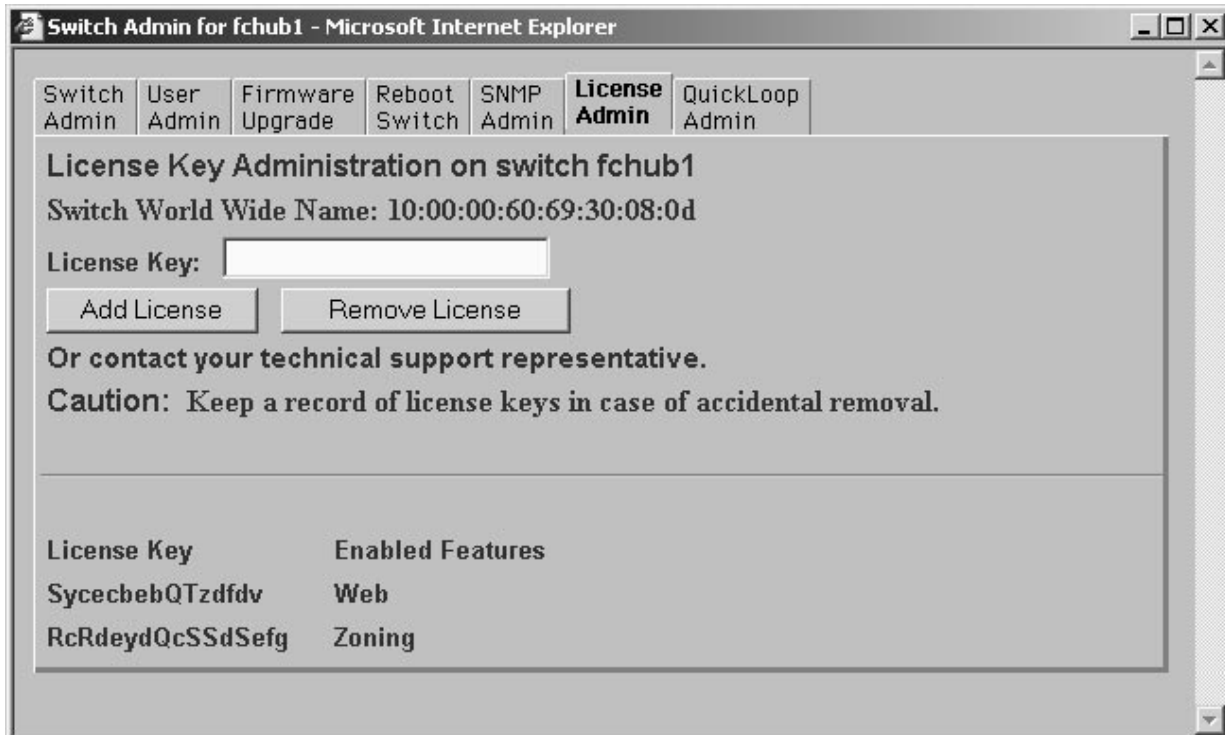 Switch Admin for fchub1 - Microsoft Internet Explorer
Switch Admin
User Admin
Firmware Upgrade
Reboot Switch
SNMP Admin
License Admin
QuickLoop Admin
License Key Administration on switch fchub1
Switch World Wide Name: 10:00:00:60:69:30:08:0d
License Key:
Add License Remove License
Or contact your technical support representative.
Caution: Keep a record of license keys in case of accidental removal.
License Key Enabled Features
SycecbebQTzdfdv Web
RcRdeydQcSSdSefg Zoning